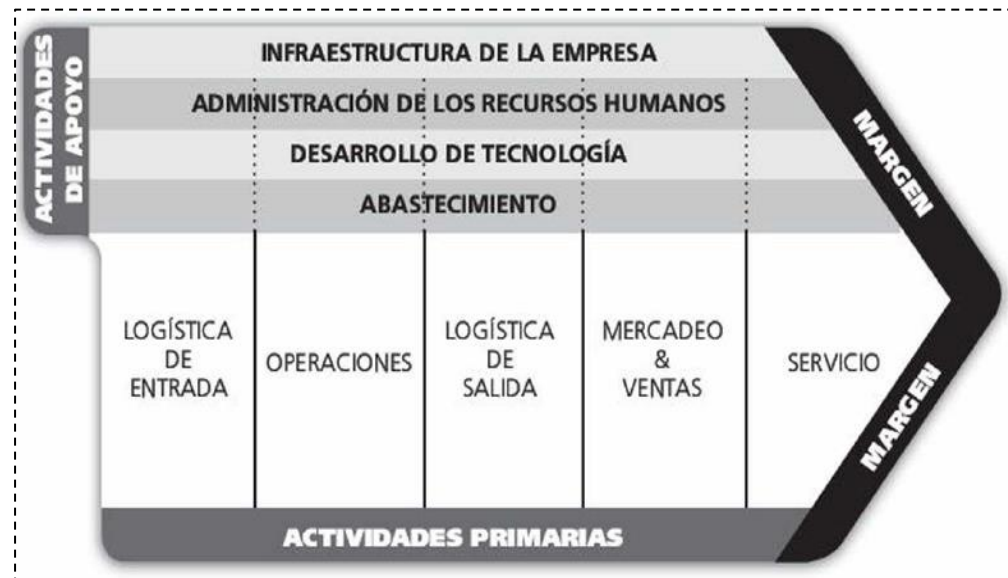 ACTIVIDADES
DE APOYO
INFRAESTRUCTURA DE LA EMPRESA
ADMINISTRACIÓN DE LOS RECURSOS HUMANOS
DESARROLLO DE TECNOLOGÍA
ABASTECIMIENTO
MARGEN
LOGÍSTICA
DE
ENTRADA
OPERACIONES
LOGÍSTICA
DE
SALIDA
MERCADEO
&
VENTAS
SERVICIO
MARGEN
ACTIVIDADES PRIMARIAS